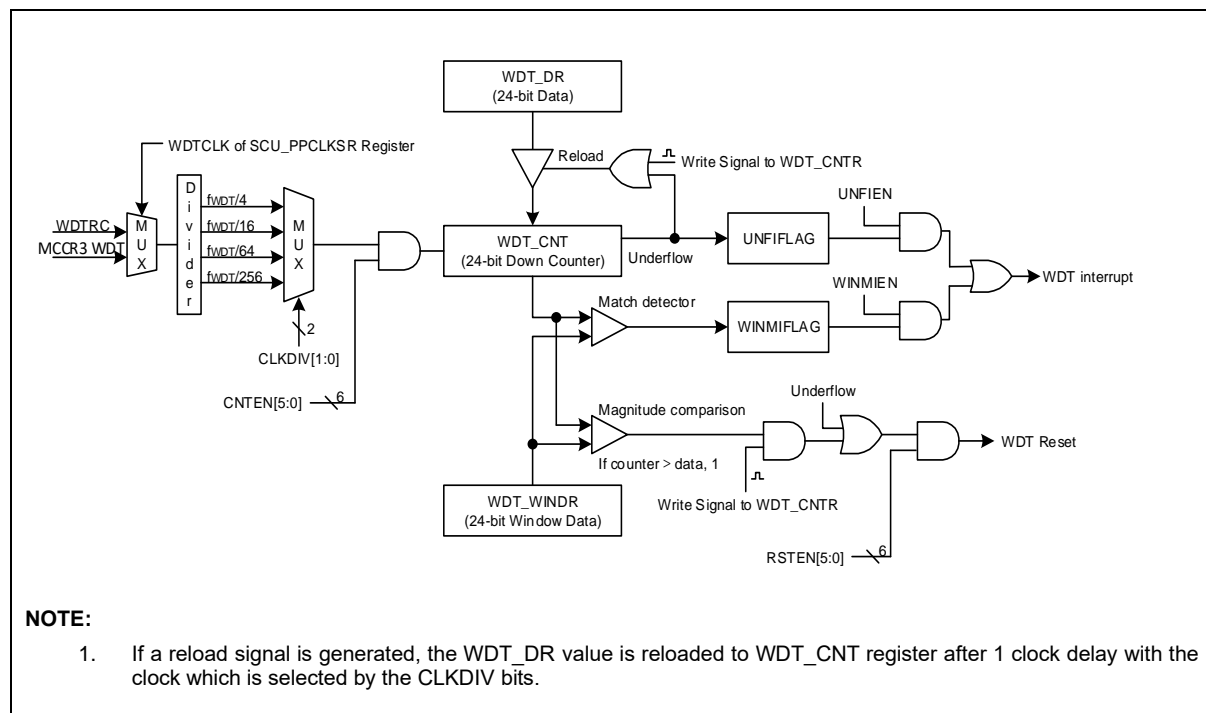 WDT_DR
(24-bit Data)
WDTCLK of SCU_PPCLKSR Register
Reload
Write Signal to WDT_CNTR
WDTRC
MCCR3 WDT
MUX
Divider
fWDT/4
fWDT/16
fWDT/64
fWDT/256
MUX
2
CLKDIV[1:0]
CNTEN[5:0]
6
WDT_CNT
(24-bit Down Counter)
Underflow
UNFIFLAG
UNFIEN
WDT interrupt
WINMIEN
Match detector
WINMIFLAG
Magnitude comparison
If counter > data, 1
Underflow
WDT Reset
Write Signal to WDT_CNTR
WDT_WINDR
(24-bit Window Data)
RSTEN[5:0]
6
NOTE:
1. If a reload signal is generated, the WDT_DR value is reloaded to WDT_CNT register after 1 clock delay with the
clock which is selected by the CLKDIV bits.